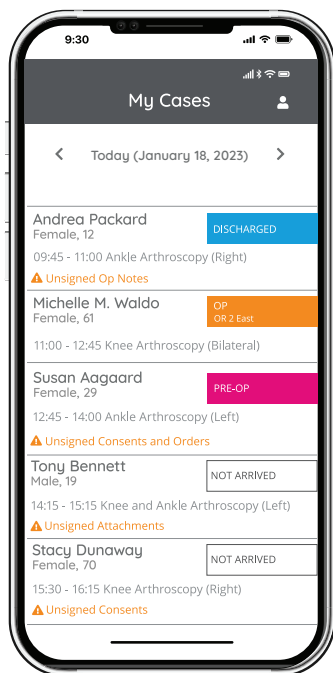 9:30
My Cases
Today (January 18, 2023)
Andrea Packard
DISCHARGED
Female, 12
09:45 - 11:00 Ankle Arthroscopy (Right)
Unsigned Op Notes
Michelle M. Waldo
OP
Female, 61
OR 2 East
11:00 - 12:45 Knee Arthroscopy (Bilateral)
Susan Aagaard
PRE-OP
Female, 29
12:45 - 14:00 Ankle Arthroscopy (Left)
Unsigned Consents and Orders
Tony Bennett
NOT ARRIVED
Male, 19
14:15 - 15:15 Knee and Ankle Arthroscopy (Left)
Unsigned Attachments
Stacy Dunaway
NOT ARRIVED
Female, 70
15:30 - 16:15 Knee Arthroscopy (Right)
Unsigned Consents